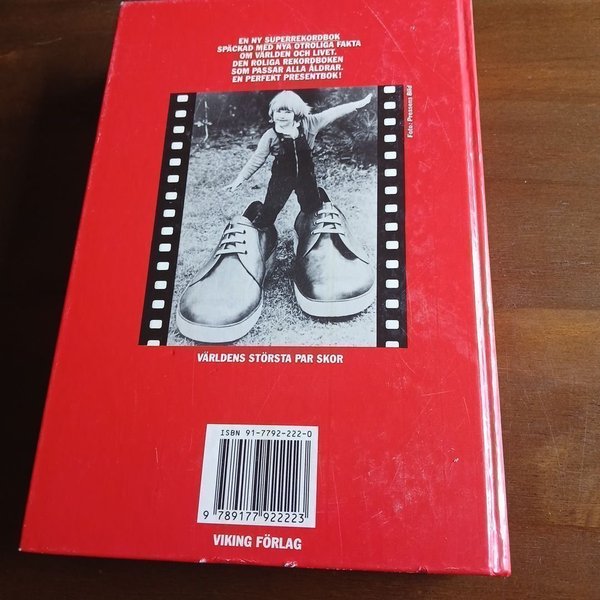 EN NY SUPERREKORDBOK
SPÄCKAD MED NYA OTROLIGA FAKTA
OM VÄRLDEN OCH LIVET.
DEN ROLIGA REKORDBOKEN
SOM PASSAR ALLA ÅLDRAR.
EN PERFEKT PRESENTBOK!
Foto: Pressens Bild
VÄRLDENS STÖRSTA PAR SKOR
ISBN 91-7792-222-0
9 789177 922223
VIKING FÖRLAG